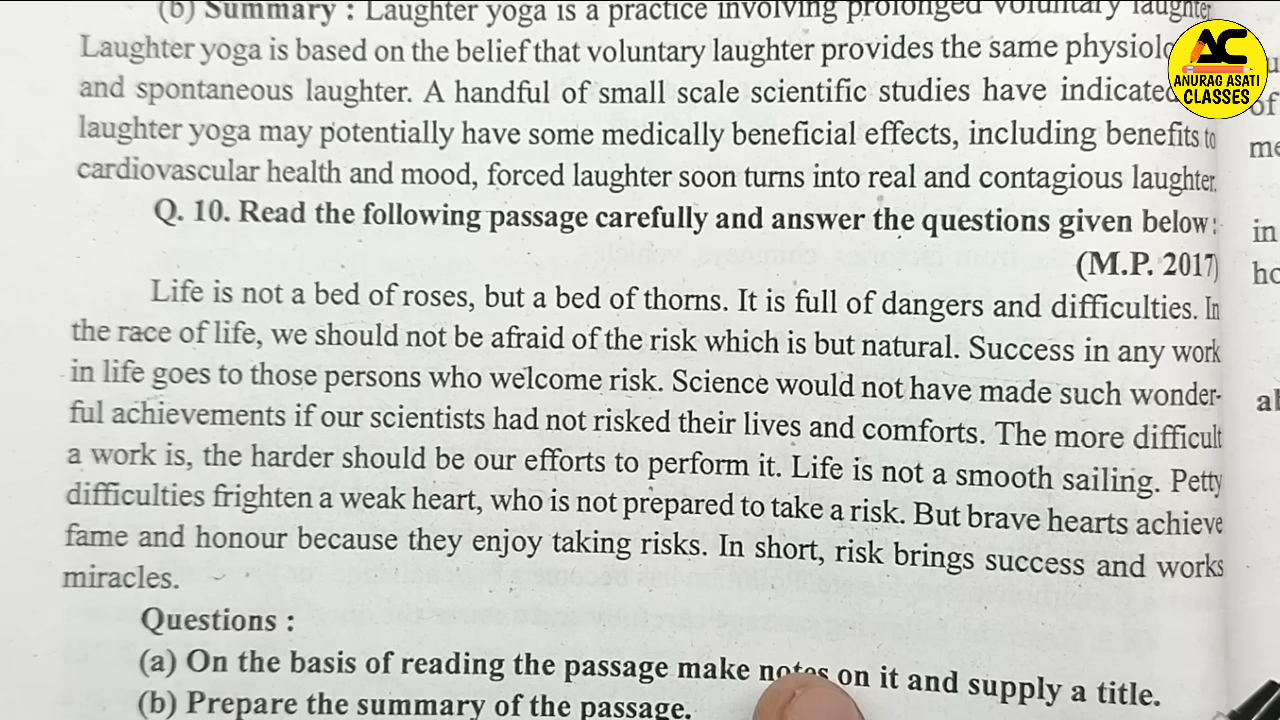 (b) Summary : Laughter yoga is a practice involving prolonged voluntary laughter
Laughter yoga is based on the belief that voluntary laughter provides the same
and spontaneous laughter. A handful of small scale scientific studies have indicated
laughter yoga may potentially have some medically beneficial effects, including benefits to
cardiovascular health and mood, forced laughter soon turns into real and contagious laughter.
Q. 10. Read the following passage carefully and answer the questions given below :
(M.P. 2017)
Life is not a bed of roses, but a bed of thorns. It is full of dangers and difficulties. In
the race of life, we should not be afraid of the risk which is but natural. Success in any work
in life goes to those persons who welcome risk. Science would not have made such wonder-
ful achievements if our scientists had not risked their lives and comforts. The more difficult
a work is, the harder should be our efforts to perform it. Life is not a smooth sailing. Petty
difficulties frighten a weak heart, who is not prepared to take a risk. But brave hearts achieve
fame and honour because they enjoy taking risks. In short, risk brings success and works
miracles.
Questions :
(a) On the basis of reading the passage make notes on it and supply a title.
(b) Prepare the summary of the passage.
AC
ANURAG ASATI
CLASSES
of
in